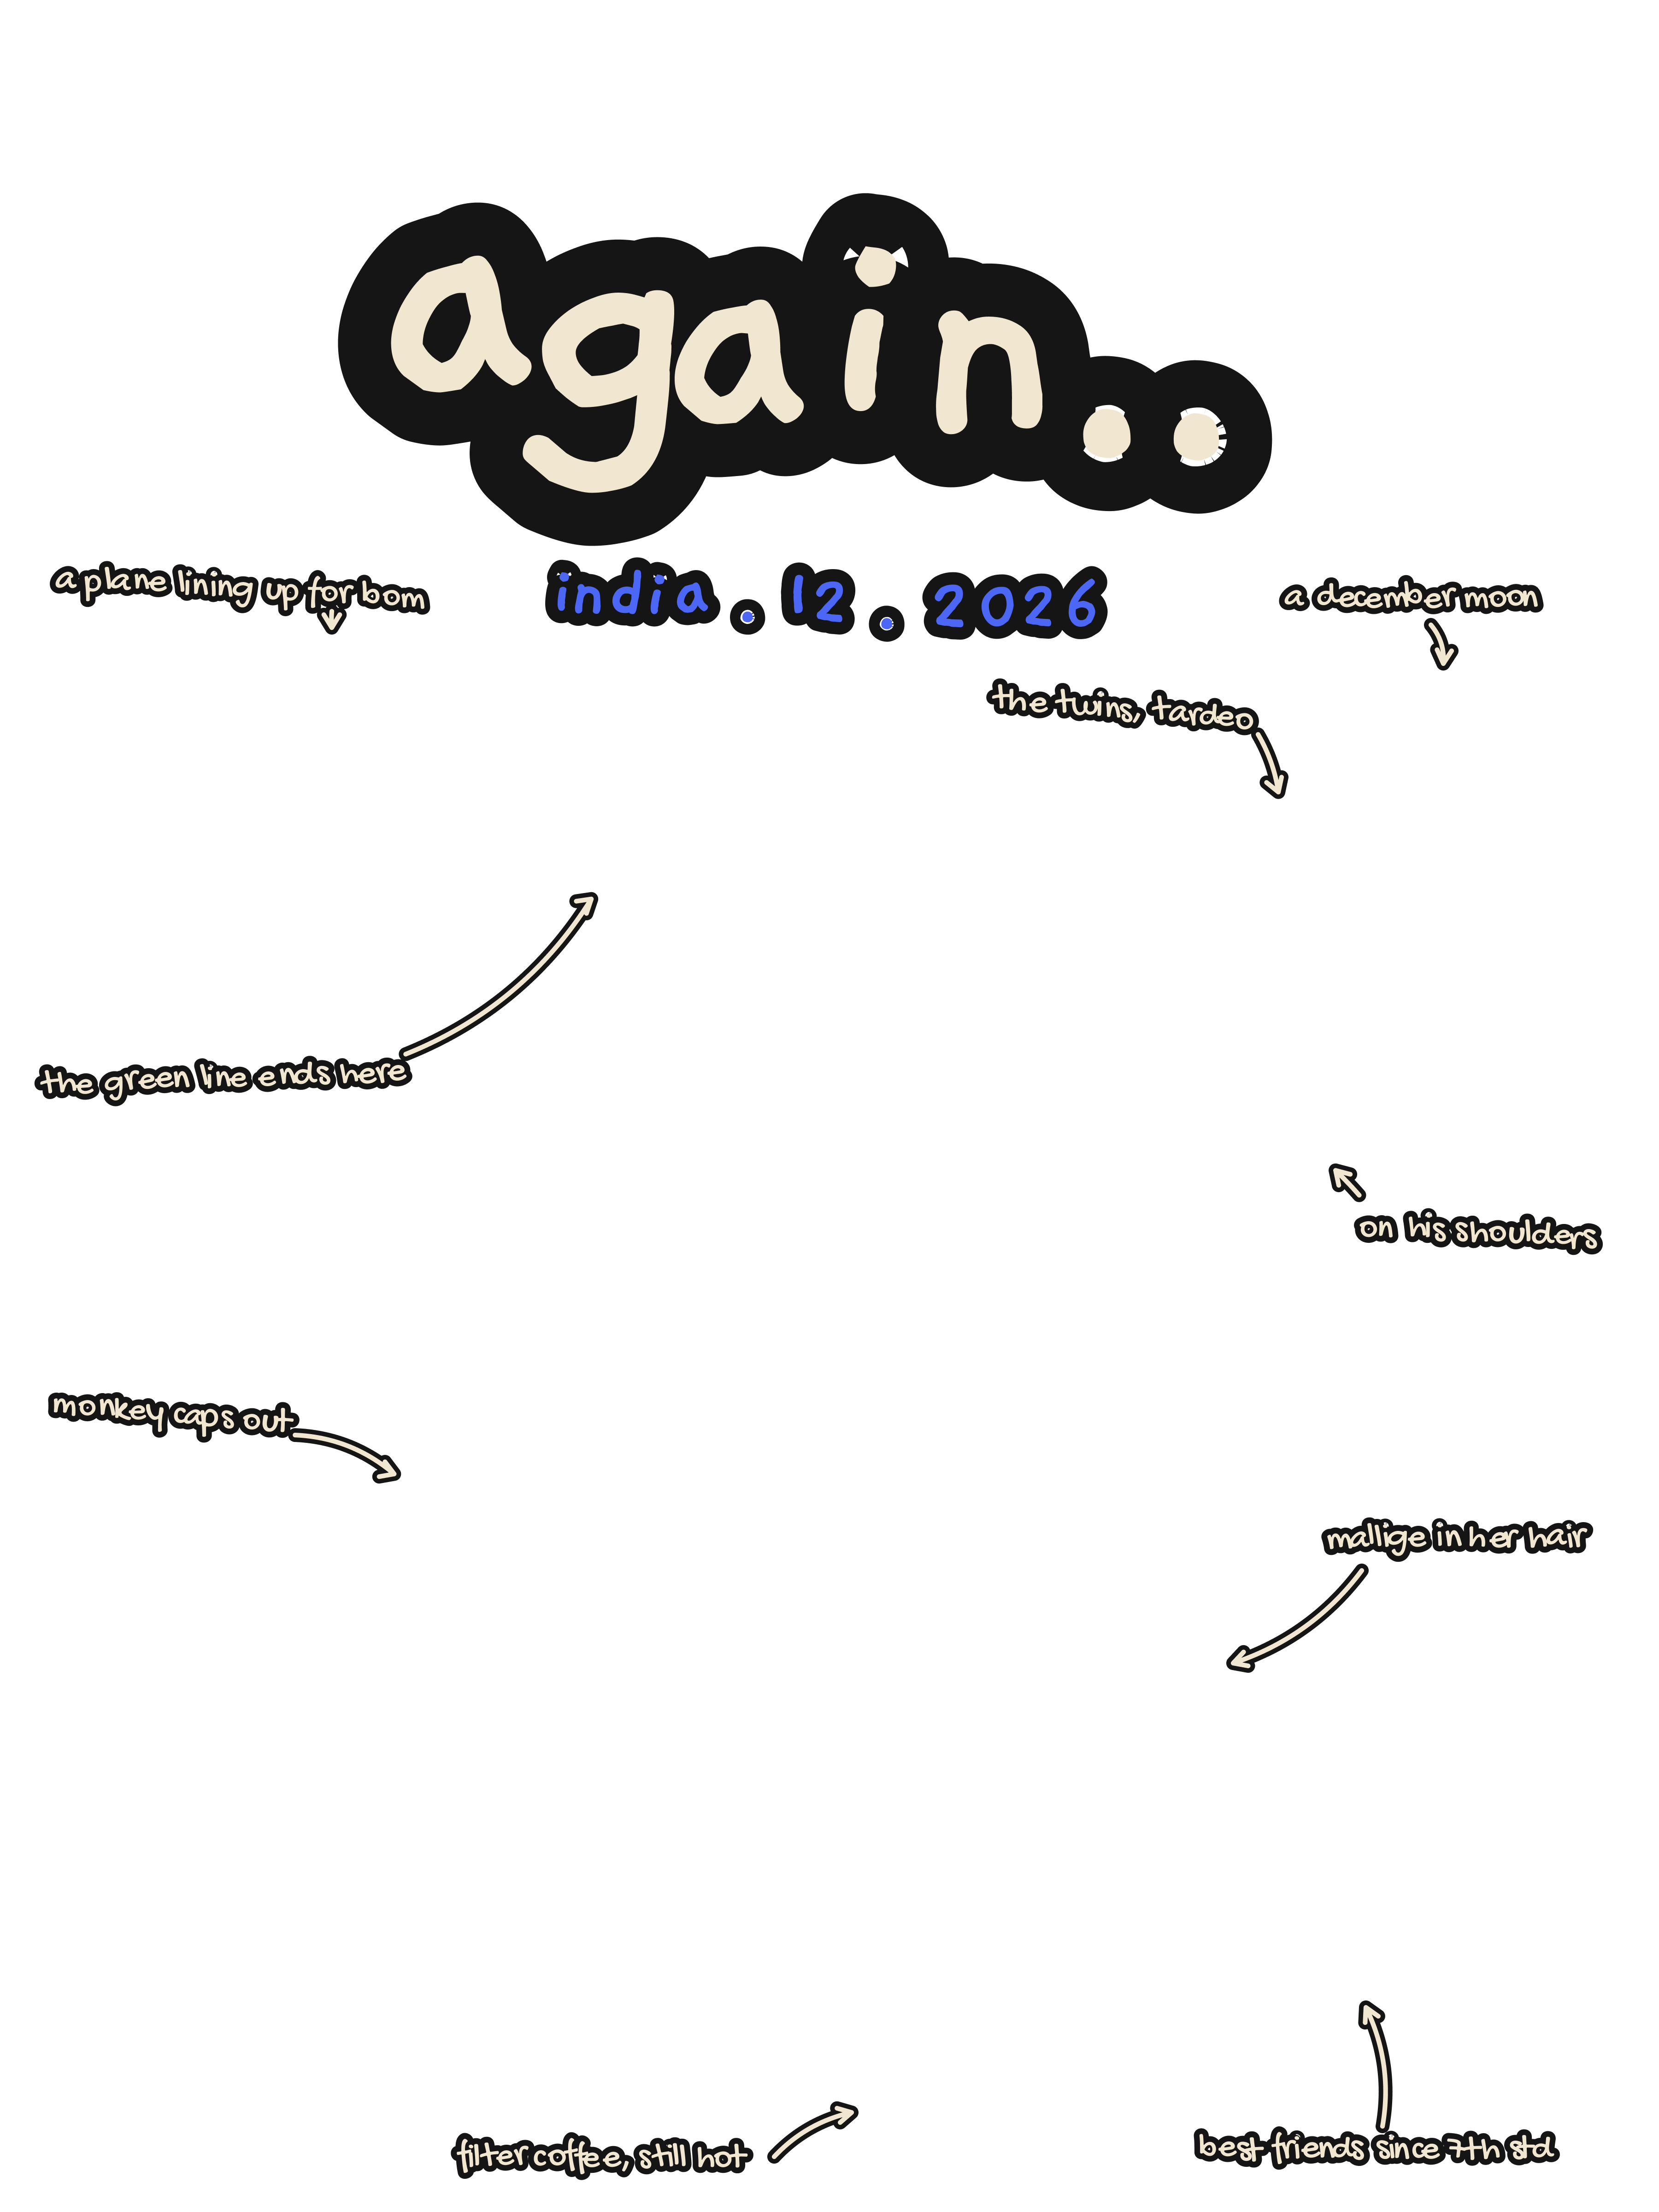 again..
a plane lining up for bom
india . 12 . 2026
a december moon
the twins, tardeo
the green line ends here
on his shoulders
monkey caps out
mallige in her hair
filter coffee, still hot
best friends since 7th std